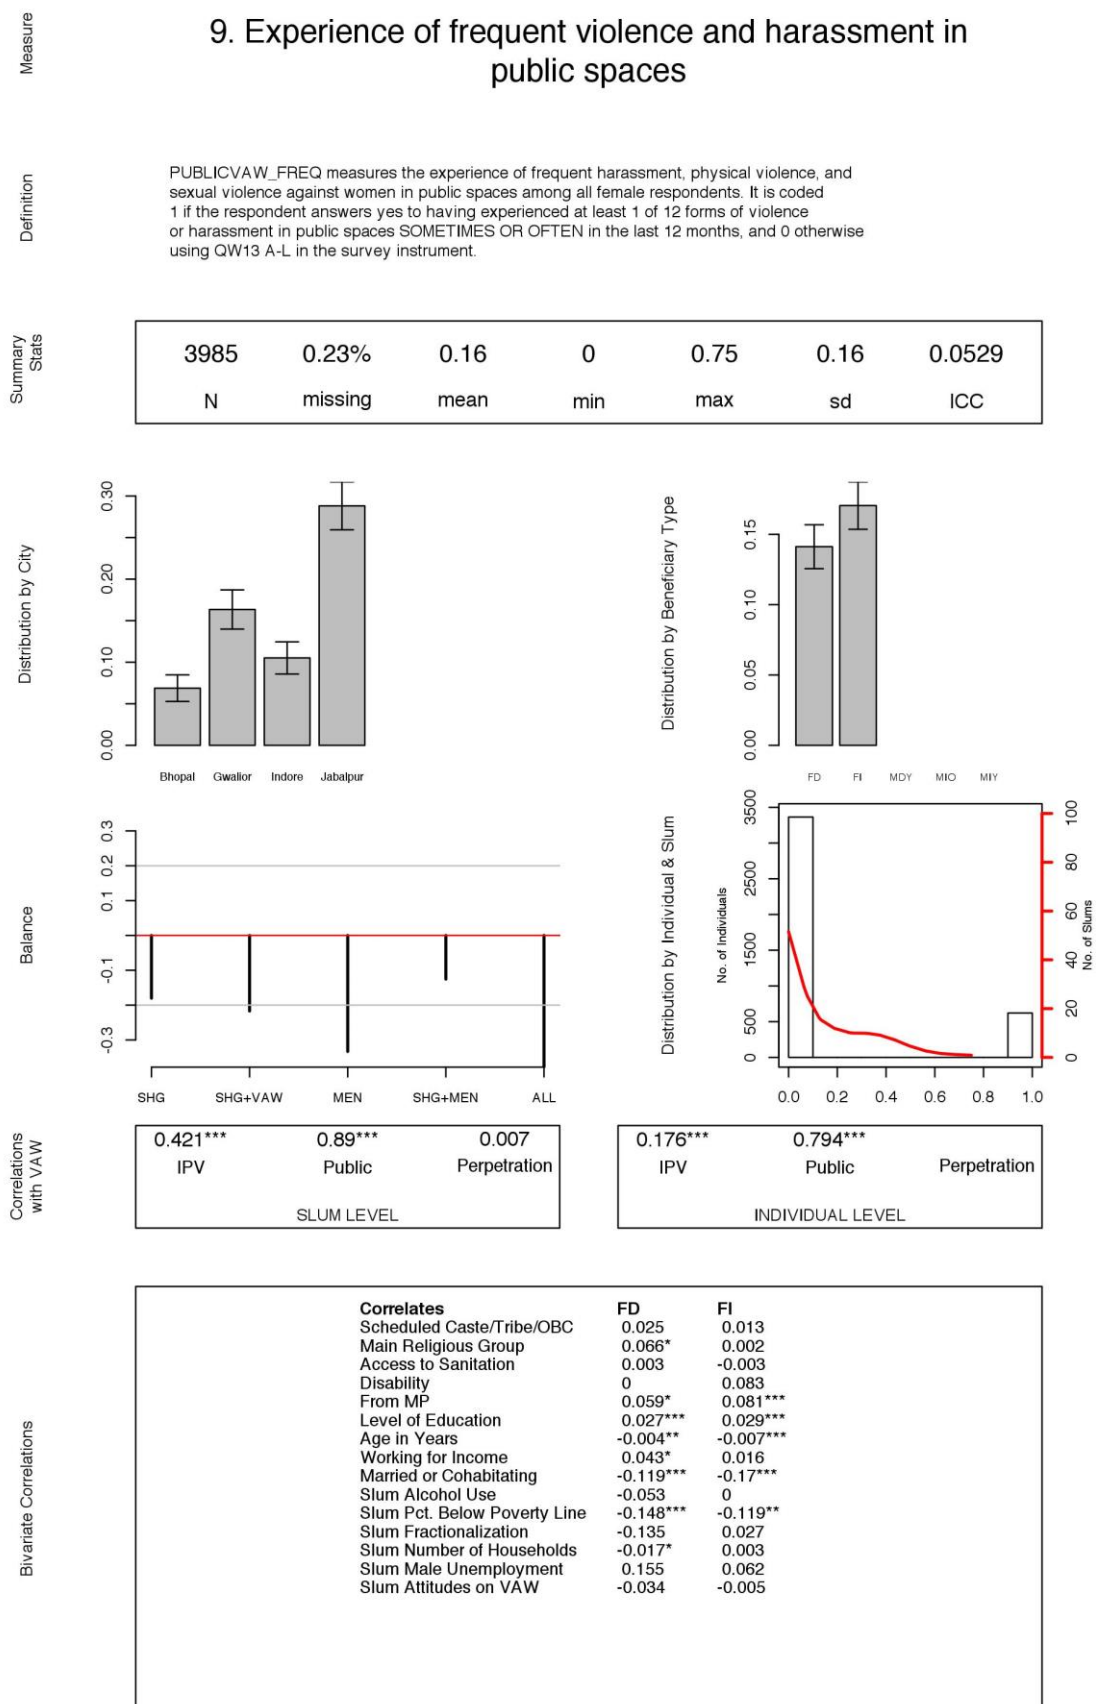 Measure
9. Experience of frequent violence and harassment in
public spaces
Definition
PUBLICVAW_FREQ measures the experience of frequent harassment, physical violence, and
sexual violence against women in public spaces among all female respondents. It is coded
1 if the respondent answers yes to having experienced at least 1 of 12 forms of violence
or harassment in public spaces SOMETIMES OR OFTEN in the last 12 months, and 0 otherwise
using QW13 A-L in the survey instrument.
Summary
Stats
3985 0.23% 0.16 0 0.75 0.16 0.0529
N missing mean min max sd ICC
Distribution by City
0.30
0.20
0.10
0.00
Bhopal Gwalior Indore Jabalpur
Distribution by Beneficiary Type
0.15
0.10
0.05
0.00
FD FI MDY MIO MIY
Balance
0.3
0.2
0.1
-0.1
-0.3
SHG SHG+VAW MEN SHG+MEN ALL
Distribution by Individual & Slum
No. of Individuals
3500
2500
1500
500
0
0.0 0.2 0.4 0.6 0.8 1.0
100
80
60
40
20
0
No. of Slums
Correlations
with VAW
0.421*** 0.89*** 0.007
IPV Public Perpetration
SLUM LEVEL
0.176*** 0.794***
IPV Public Perpetration
INDIVIDUAL LEVEL
Bivariate Correlations
Correlates FD FI
Scheduled Caste/Tribe/OBC 0.025 0.013
Main Religious Group 0.066* 0.002
Access to Sanitation 0.003 -0.003
Disability 0 0.083
From MP 0.059* 0.081***
Level of Education 0.027*** 0.029***
Age in Years -0.004** -0.007***
Working for Income 0.043* 0.016
Married or Cohabitating -0.119*** -0.17***
Slum Alcohol Use -0.053 0
Slum Pct. Below Poverty Line -0.148*** -0.119**
Slum Fractionalization -0.135 0.027
Slum Number of Households -0.017* 0.003
Slum Male Unemployment 0.155 0.062
Slum Attitudes on VAW -0.034 -0.005